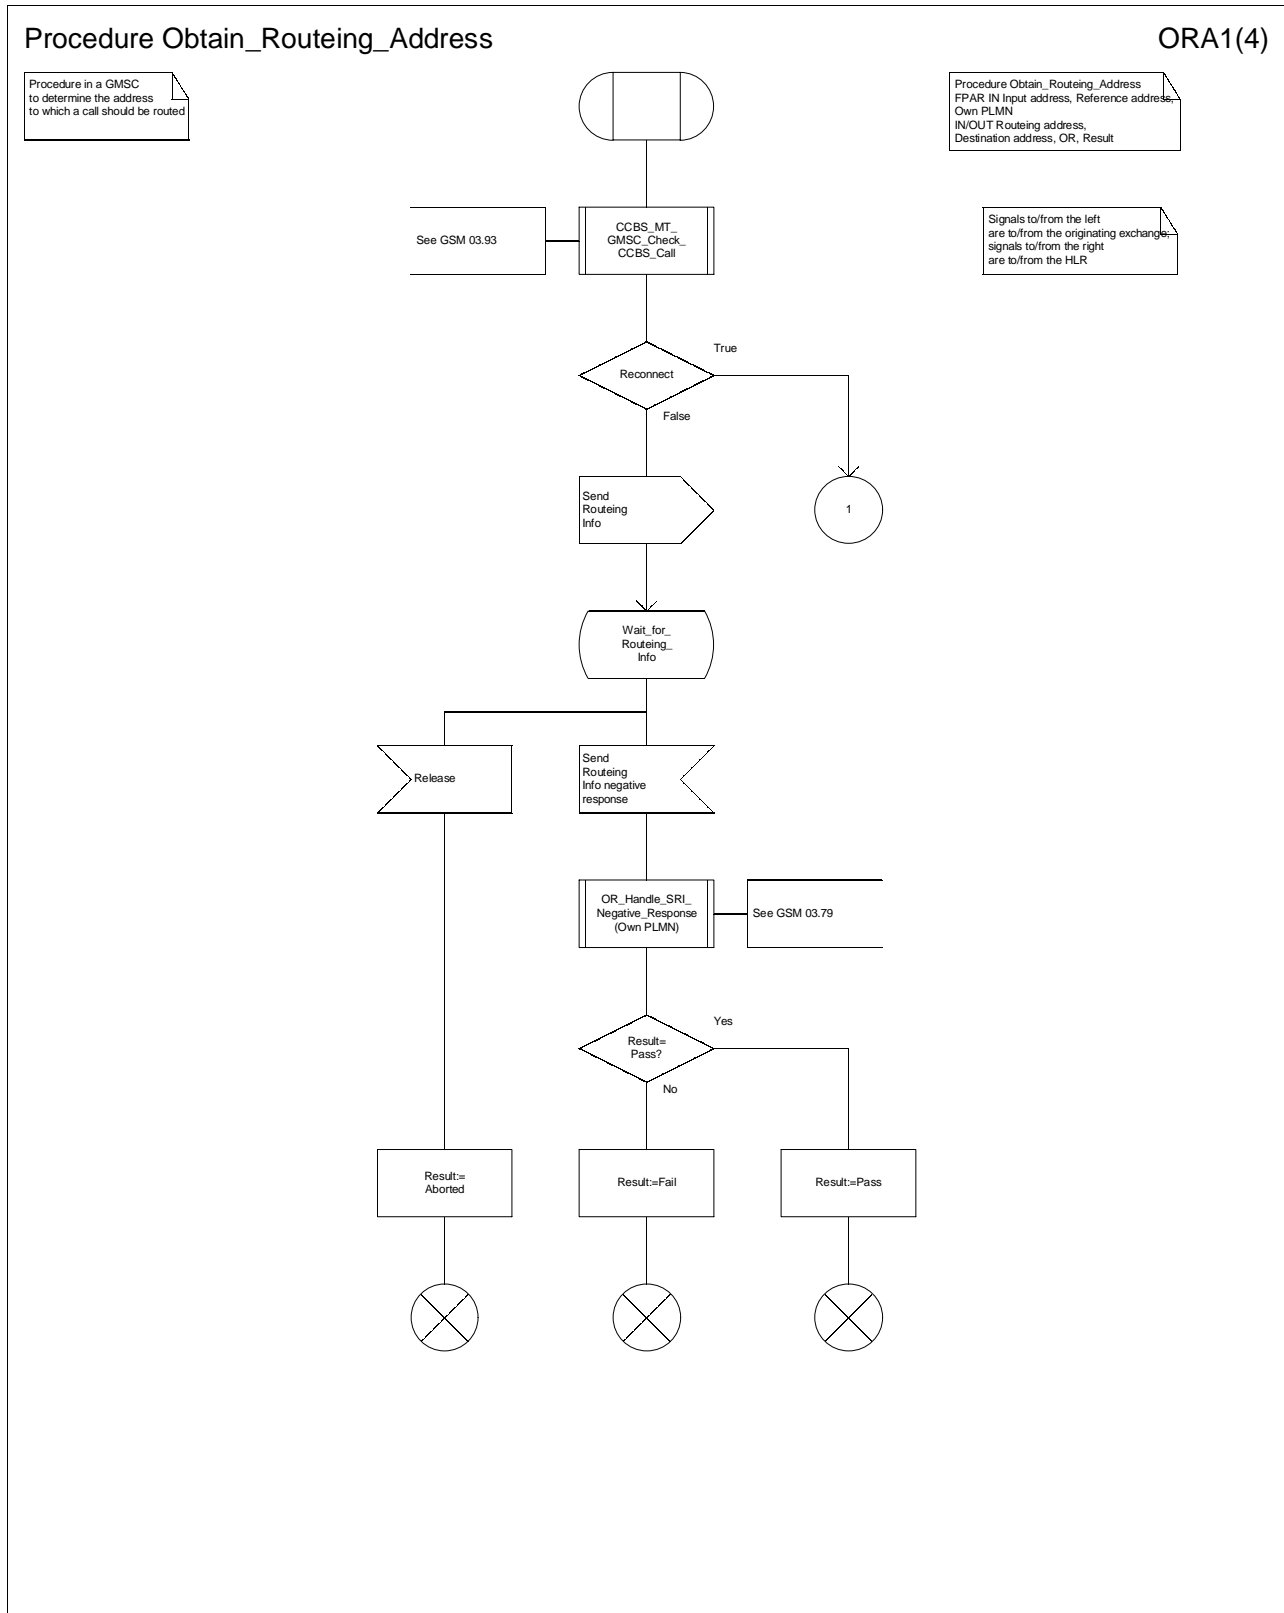 Procedure Obtain_Routeing_Address
ORA1(4)
Procedure in a GMSC
to determine the address
to which a call should be routed
Procedure Obtain_Routeing_Address
FPAR IN Input address, Reference address,
Own PLMN
IN/OUT Routeing address,
Destination address, OR, Result
See GSM 03.93
CCBS_MT_
GMSC_Check_
CCBS_Call
Signals to/from the left
are to/from the originating exchange;
signals to/from the right
are to/from the HLR
Reconnect
True
False
Send
Routeing
Info
1
Wait_for_
Routeing_
Info
Release
Send
Routeing
Info negative
response
OR_Handle_SRI_
Negative_Response
(Own PLMN)
See GSM 03.79
Result=
Pass?
Yes
No
Result:=
Aborted
Result:=Fail
Result:=Pass